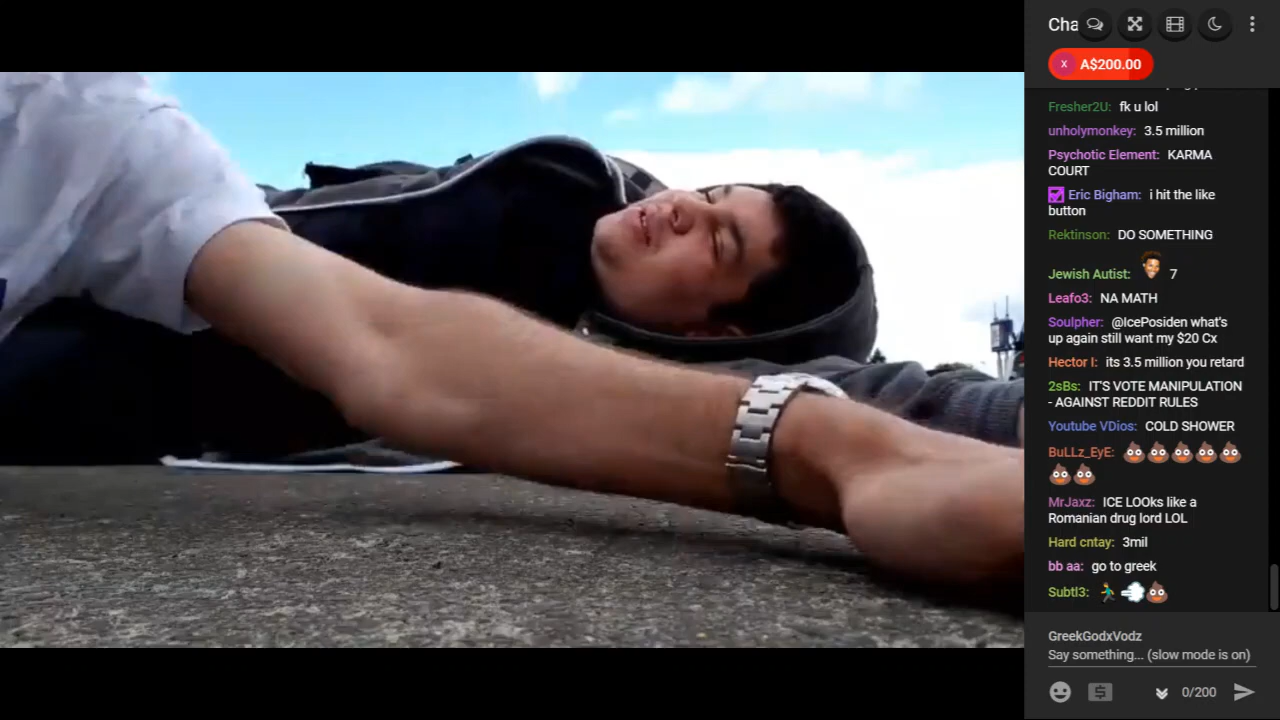 Cha
X A$200.00
Fresher2U: fk u lol
unholymonkey: 3.5 million
Psychotic Element: KARMA
COURT
Eric Bigham: i hit the like
button
Rektinson: DO SOMETHING
Jewish Autist: 7
Leafo3: NA MATH
Soulpher: @IcePosiden what's
up again still want my $20 Cx
Hector I: its 3.5 million you retard
2sBs: IT'S VOTE MANIPULATION
- AGAINST REDDIT RULES
Youtube VDios: COLD SHOWER
BuLLz_EyE: 💩💩💩💩💩
💩💩
MrJaxz: ICE LOOks like a
Romanian drug lord LOL
Hard cntay: 3mil
bb aa: go to greek
Subtl3: 🏃💨💩
GreekGodxVodz
Say something... (slow mode is on)
0/200